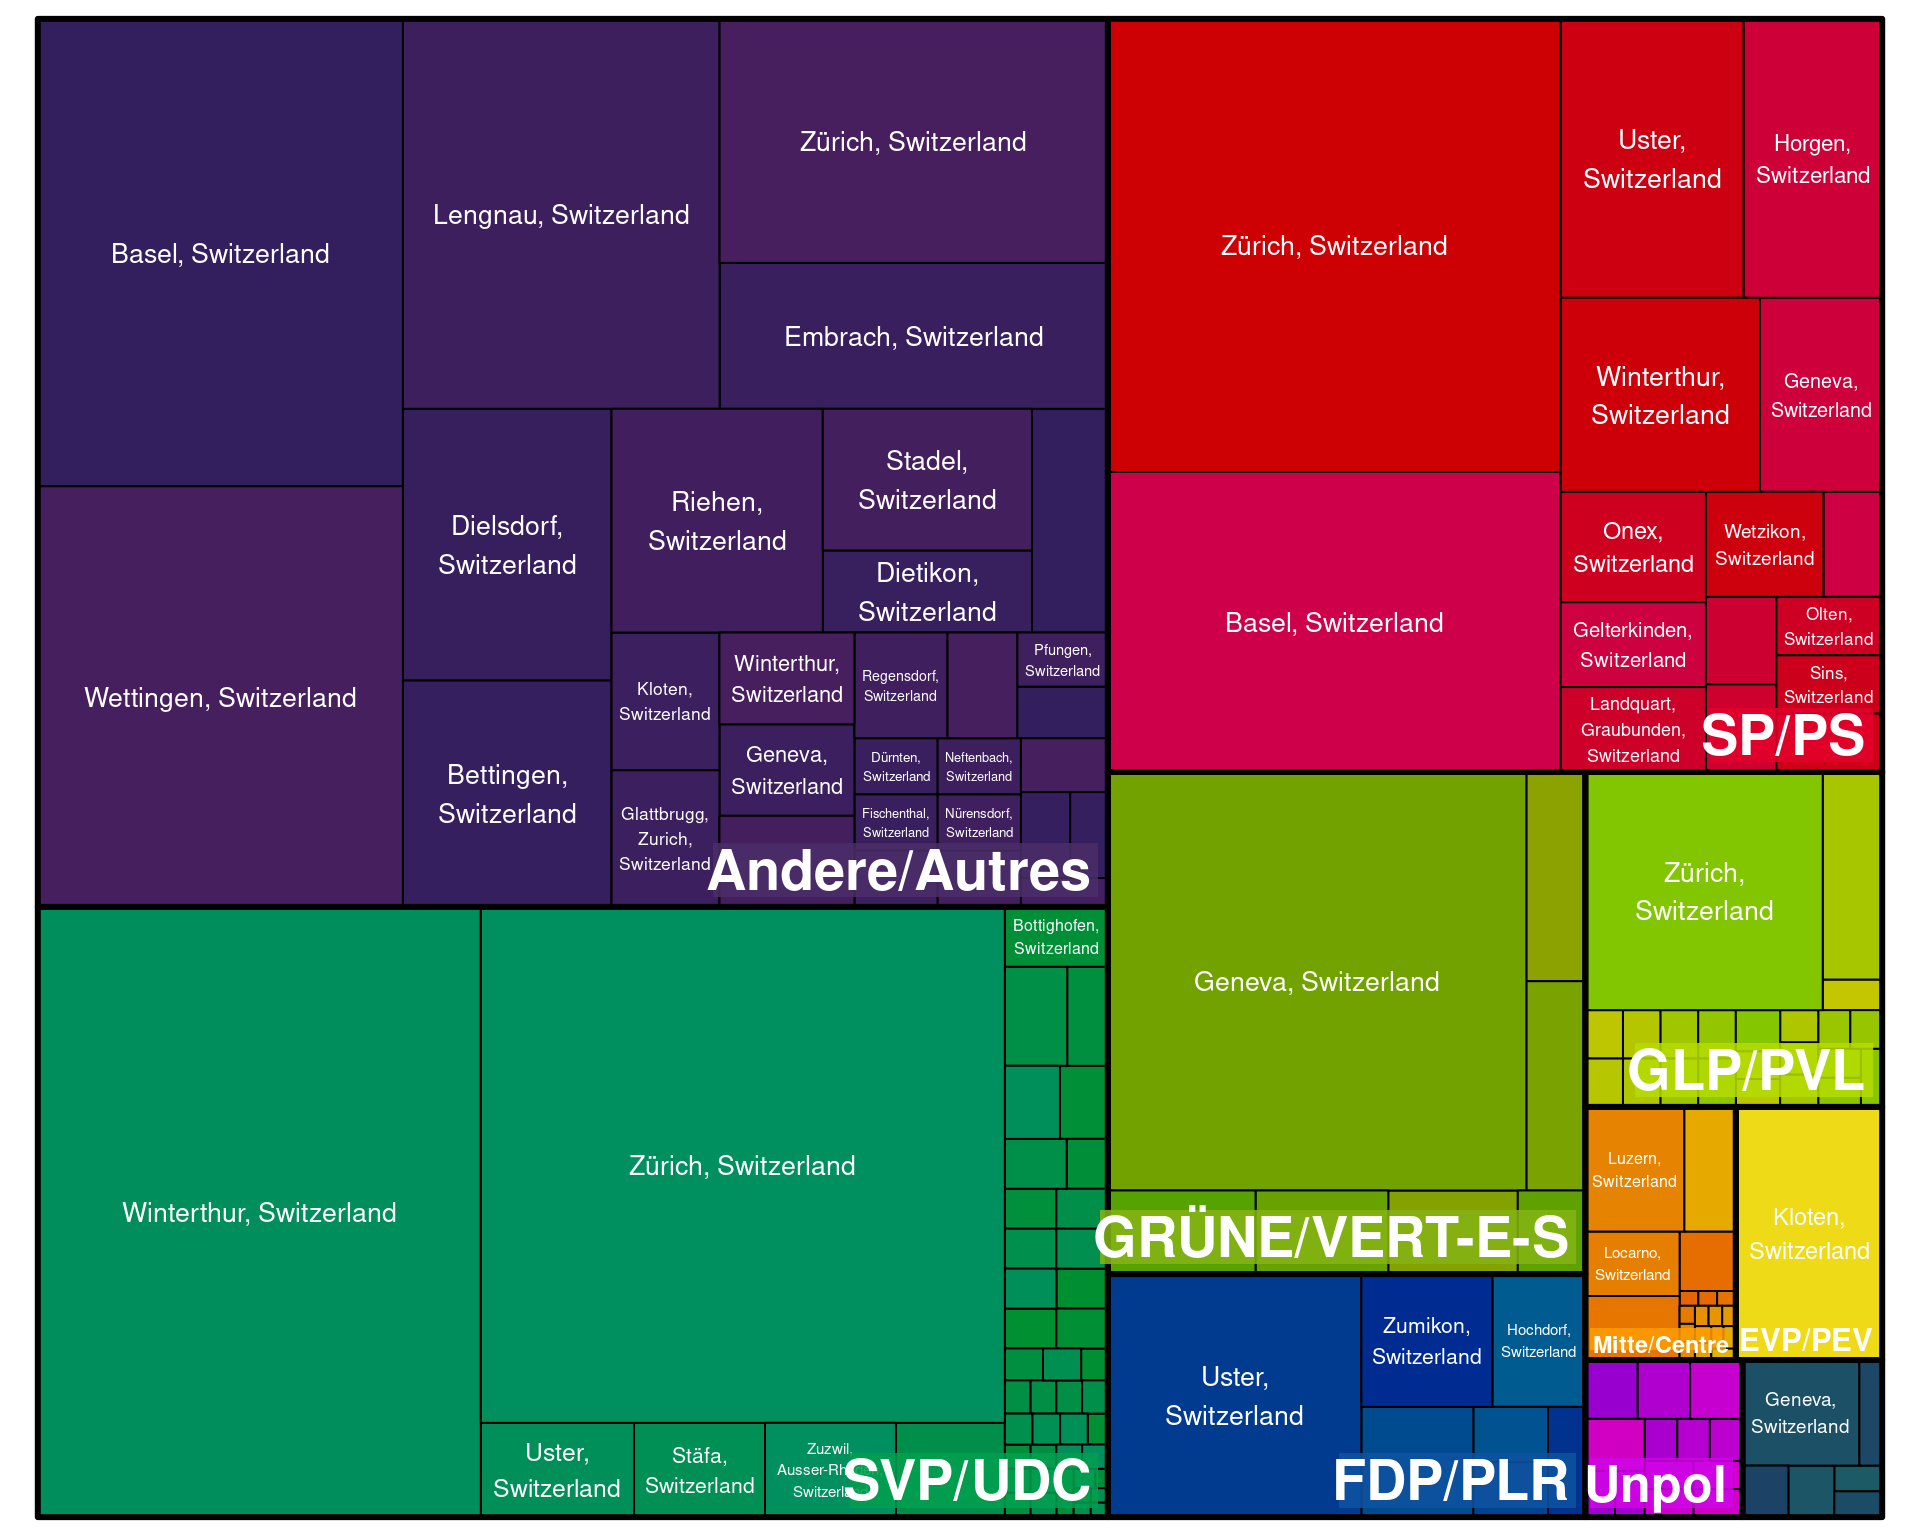 Basel, Switzerland
Lengnau, Switzerland
Zürich, Switzerland
Embrach, Switzerland
Wettingen, Switzerland
Dielsdorf,
Switzerland
Riehen,
Switzerland
Stadel,
Switzerland
Dietikon,
Switzerland
Bettingen,
Switzerland
Kloten,
Switzerland
Winterthur,
Switzerland
Regensdorf,
Switzerland
Pfungen,
Switzerland
Geneva,
Switzerland
Dürnten,
Switzerland
Neftenbach,
Switzerland
Glattbrugg,
Zurich,
Switzerland
Fischenthal,
Switzerland
Nürensdorf,
Switzerland
Andere/Autres
Zürich, Switzerland
Uster,
Switzerland
Horgen,
Switzerland
Winterthur,
Switzerland
Geneva,
Switzerland
Basel, Switzerland
Onex,
Switzerland
Wetzikon,
Switzerland
Gelterkinden,
Switzerland
Olten,
Switzerland
Sins,
Switzerland
Landquart,
Graubunden,
Switzerland
SP/PS
Winterthur, Switzerland
Zürich, Switzerland
Bottighofen,
Switzerland
Uster,
Switzerland
Stäfa,
Switzerland
Zuzwil,
SVP/UDC
Geneva, Switzerland
GRÜNE/VERT-E-S
Zürich,
Switzerland
GLP/PVL
Uster,
Switzerland
Zumikon,
Switzerland
Hochdorf,
Switzerland
FDP/PLR
Luzern,
Switzerland
Locarno,
Switzerland
Mitte/Centre
Kloten,
Switzerland
EVP/PEV
Unpol
Geneva,
Switzerland